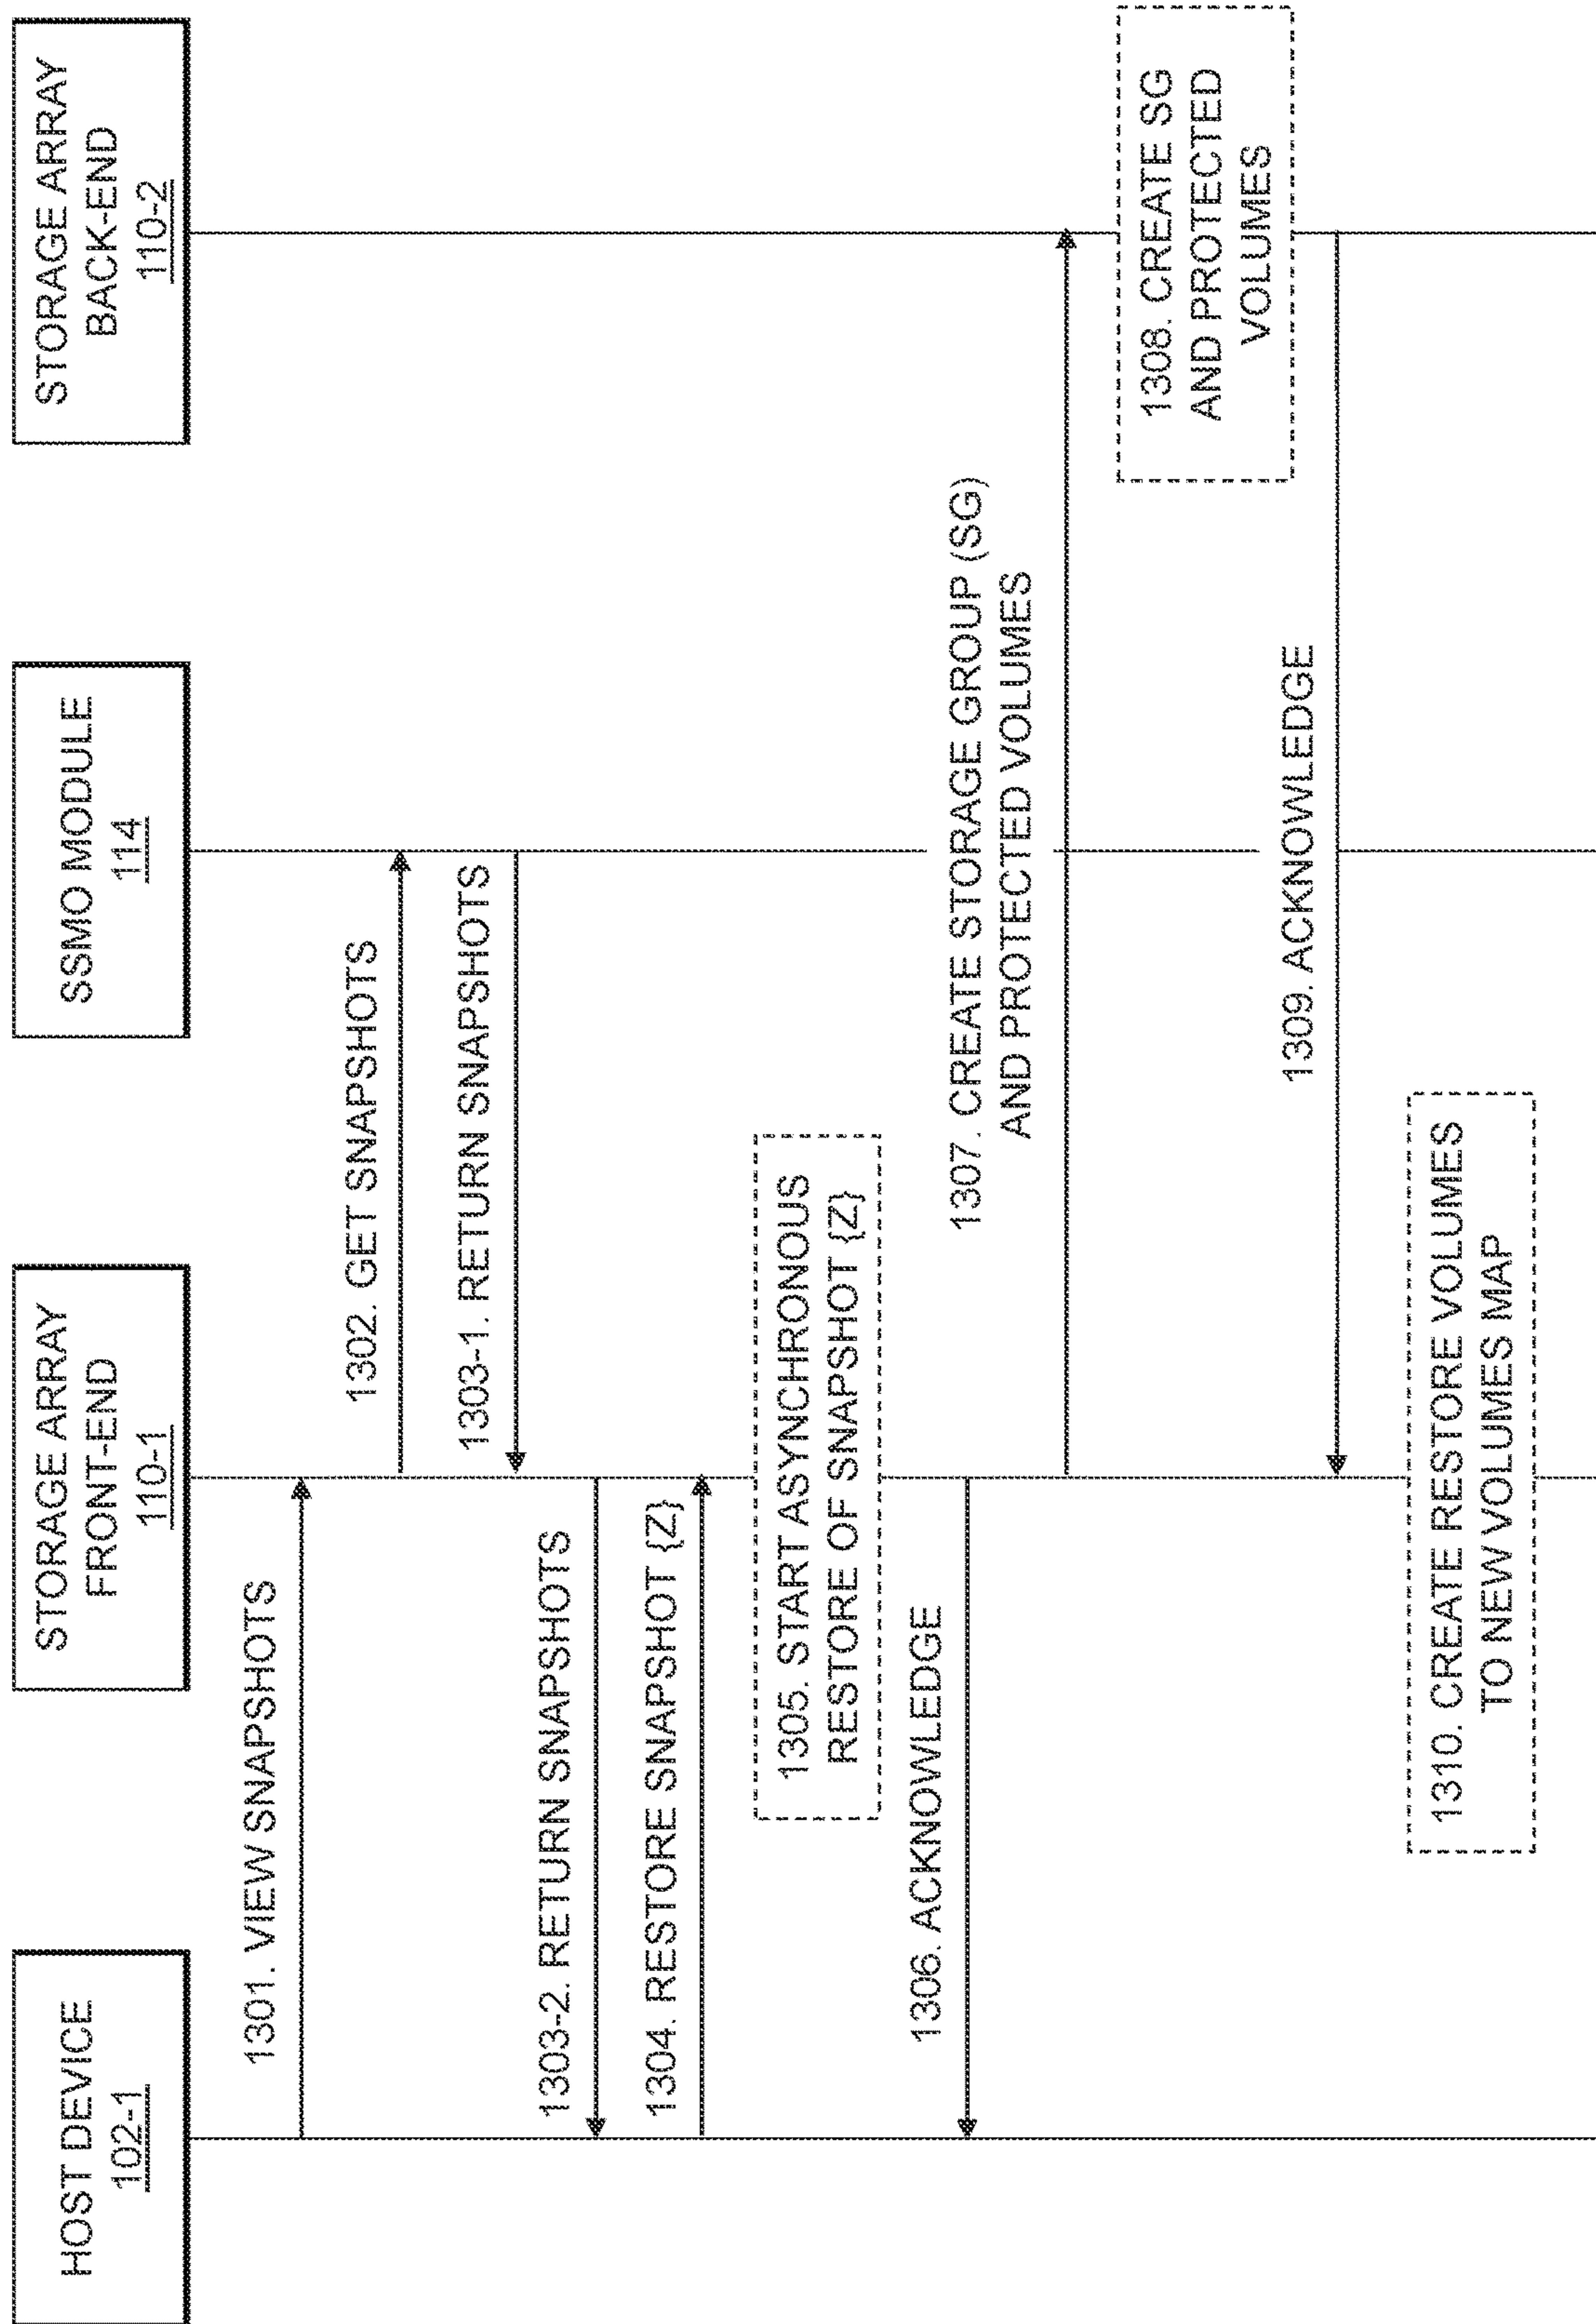 HOST DEVICE
102-1
STORAGE ARRAY
FRONT-END
110-1
SSMO MODULE
114
STORAGE ARRAY
BACK-END
110-2
1301. VIEW SNAPSHOTS
1302. GET SNAPSHOTS
1303-1. RETURN SNAPSHOTS
1303-2. RETURN SNAPSHOTS
1304. RESTORE SNAPSHOT {Z}
1305. START ASYNCHRONOUS
RESTORE OF SNAPSHOT {Z}
1306. ACKNOWLEDGE
1307. CREATE STORAGE GROUP (SG)
AND PROTECTED VOLUMES
1308. CREATE SG
AND PROTECTED
VOLUMES
1309. ACKNOWLEDGE
1310. CREATE RESTORE VOLUMES
TO NEW VOLUMES MAP